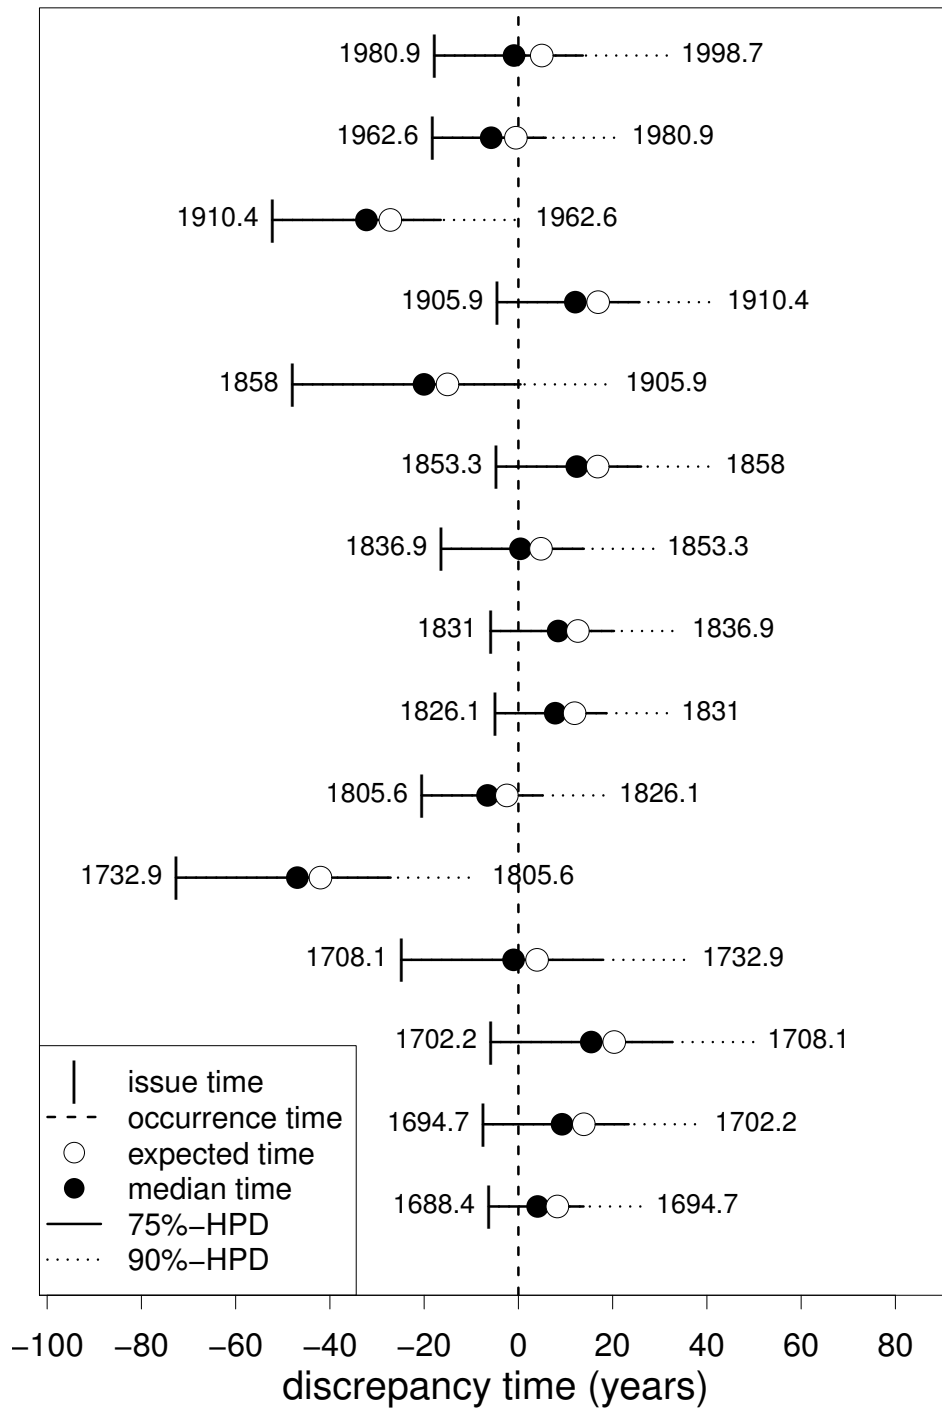 1980.9 1998.7
1962.6 1980.9
1910.4 1962.6
1905.9 1910.4
1858 1905.9
1853.3 1858
1836.9 1853.3
1831 1836.9
1826.1 1831
1805.6 1826.1
1732.9 1805.6
1708.1 1732.9
1702.2 1708.1
1694.7 1702.2
1688.4 1694.7
issue time
occurrence time
expected time
median time
75%−HPD
90%−HPD
−100 −80 −60 −40 −20 0 20 40 60 80
discrepancy time (years)